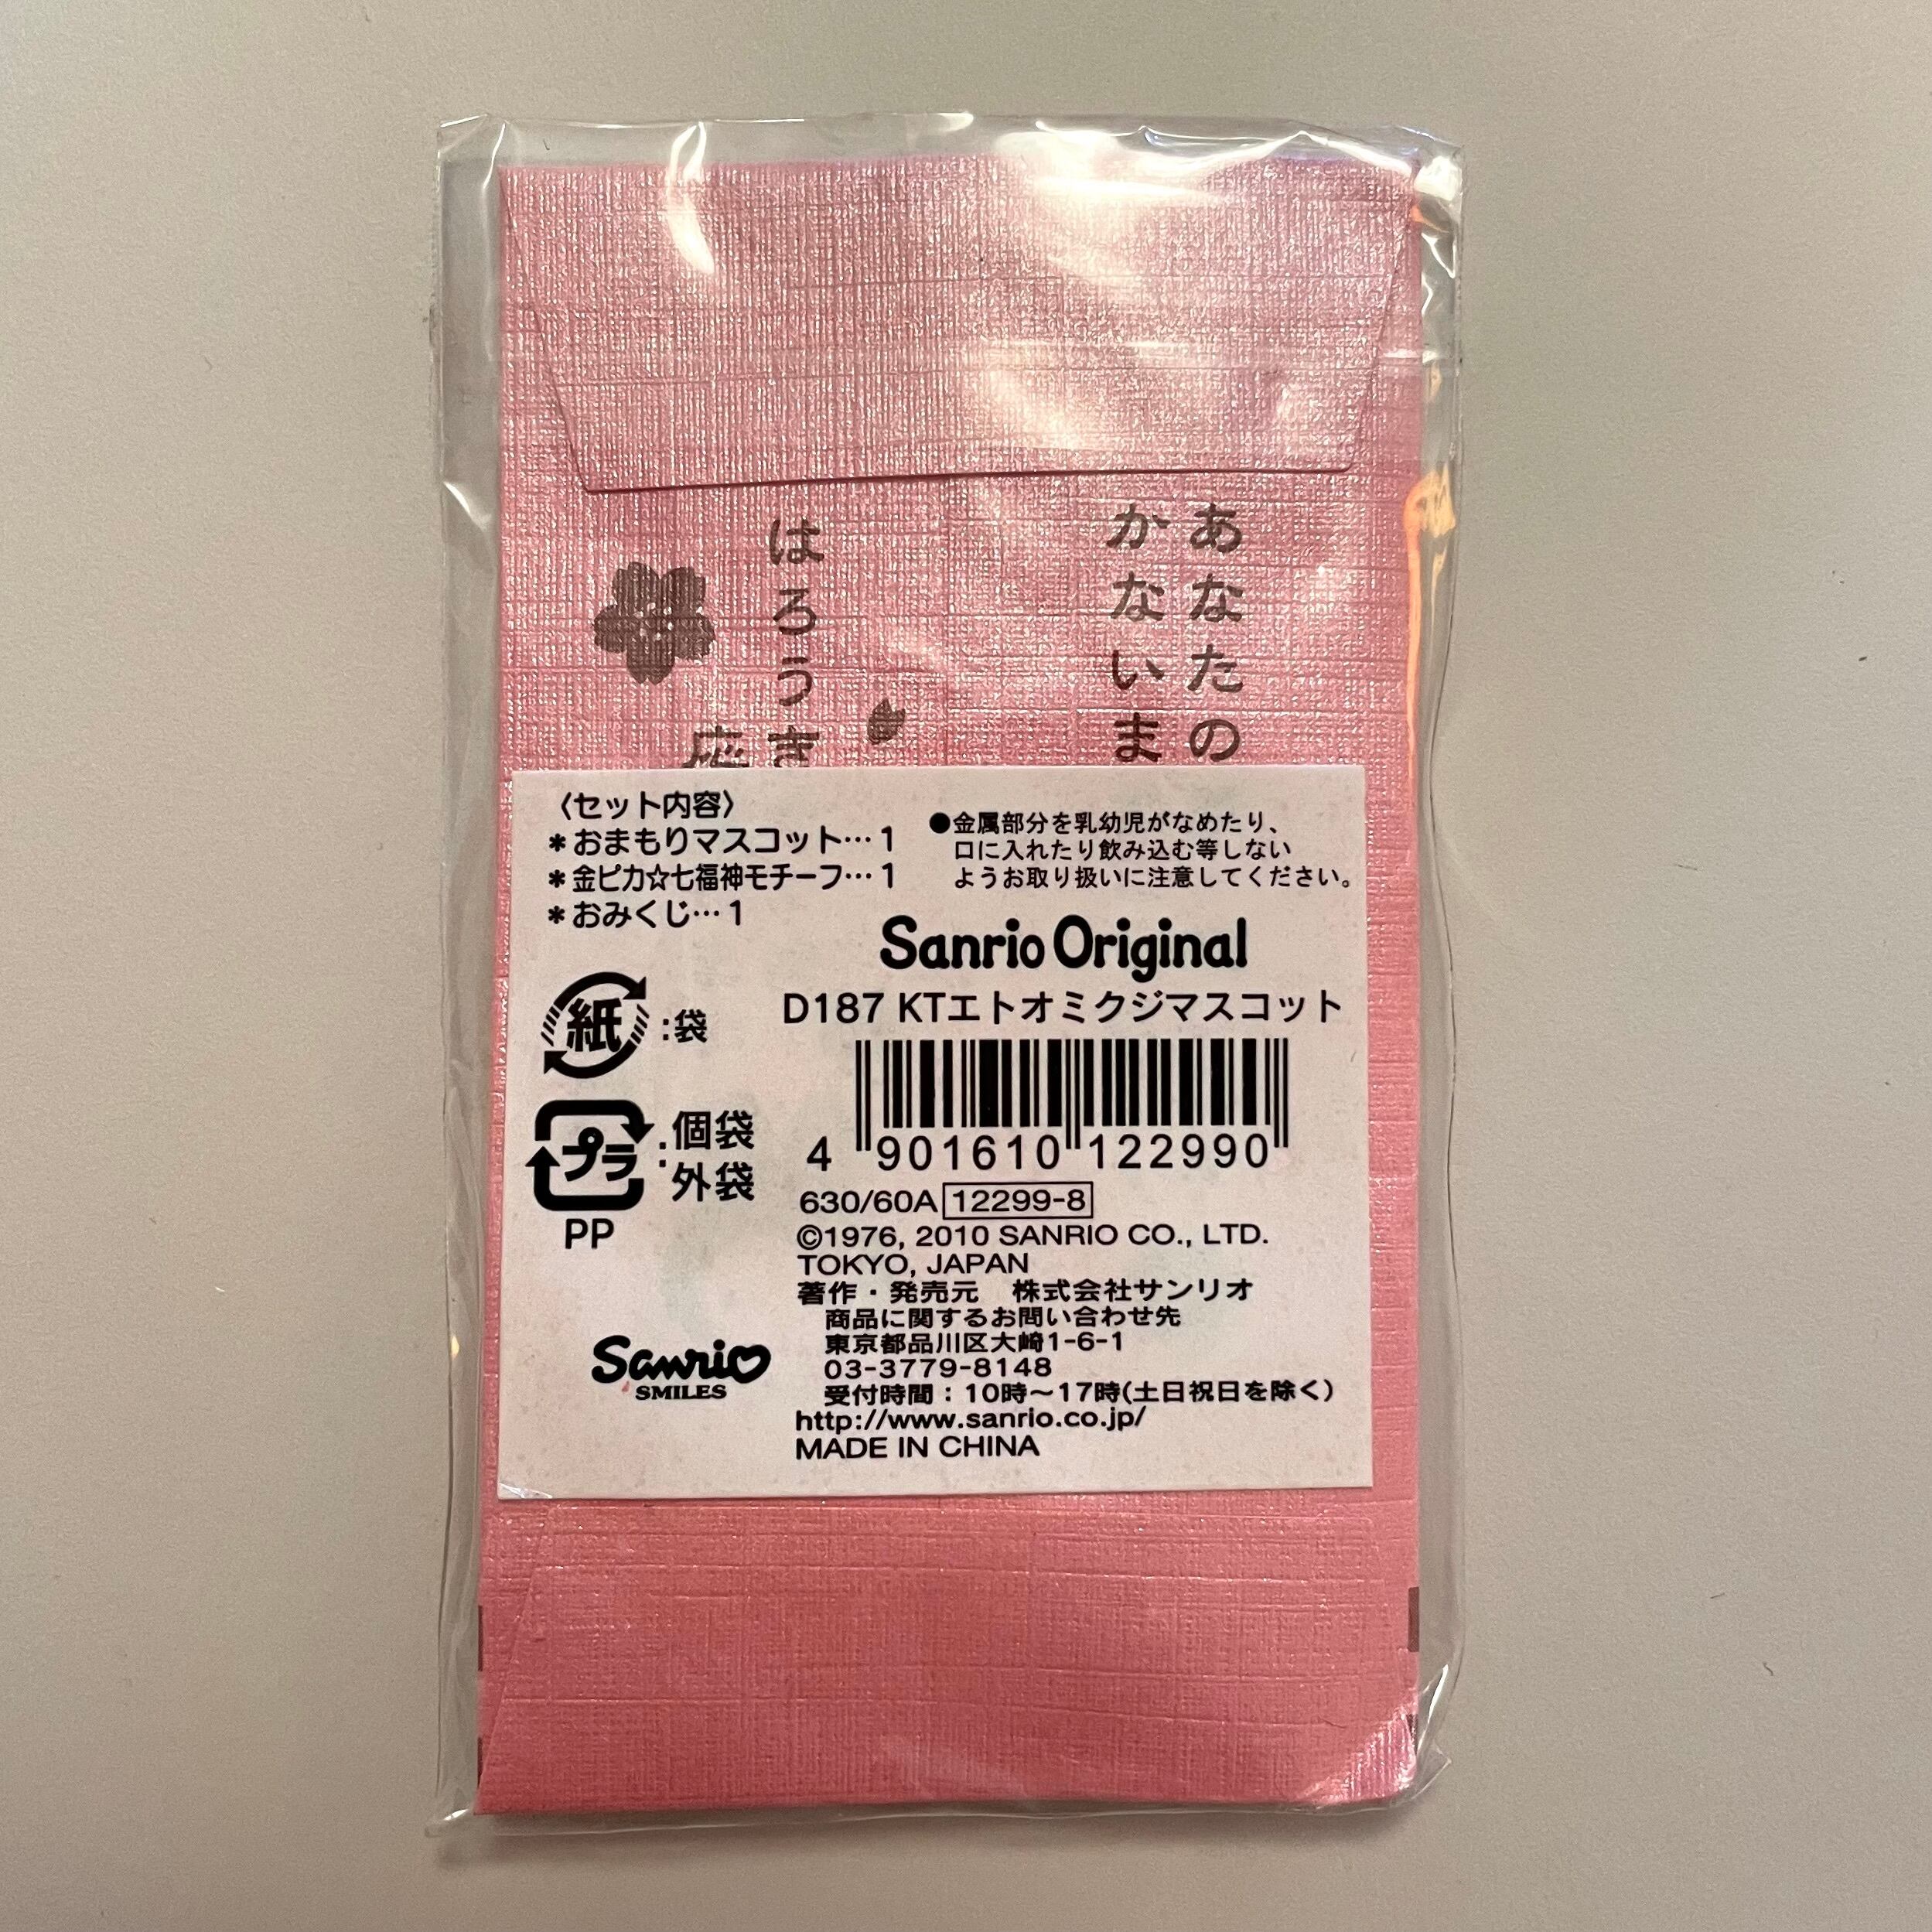 あなたの
かないま
はろうき
〈セット内容〉
＊おまもりマスコット…1
＊金ピカ☆七福神モチーフ…1
＊おみくじ…1
●金属部分を乳幼児がなめたり、
口に入れたり飲み込む等しない
ようお取り扱いに注意してください。
Sanrio Original
D187 KTエトオミクジマスコット
紙:袋
プラ:個袋
外袋
PP
4 901610 122990
630/60A 12299-8
©1976, 2010 SANRIO CO., LTD.
TOKYO, JAPAN
著作・発売元　株式会社サンリオ
商品に関するお問い合わせ先
東京都品川区大崎1-6-1
03-3779-8148
受付時間：10時〜17時(土日祝日を除く)
http://www.sanrio.co.jp/
MADE IN CHINA
Sanrio
SMILES